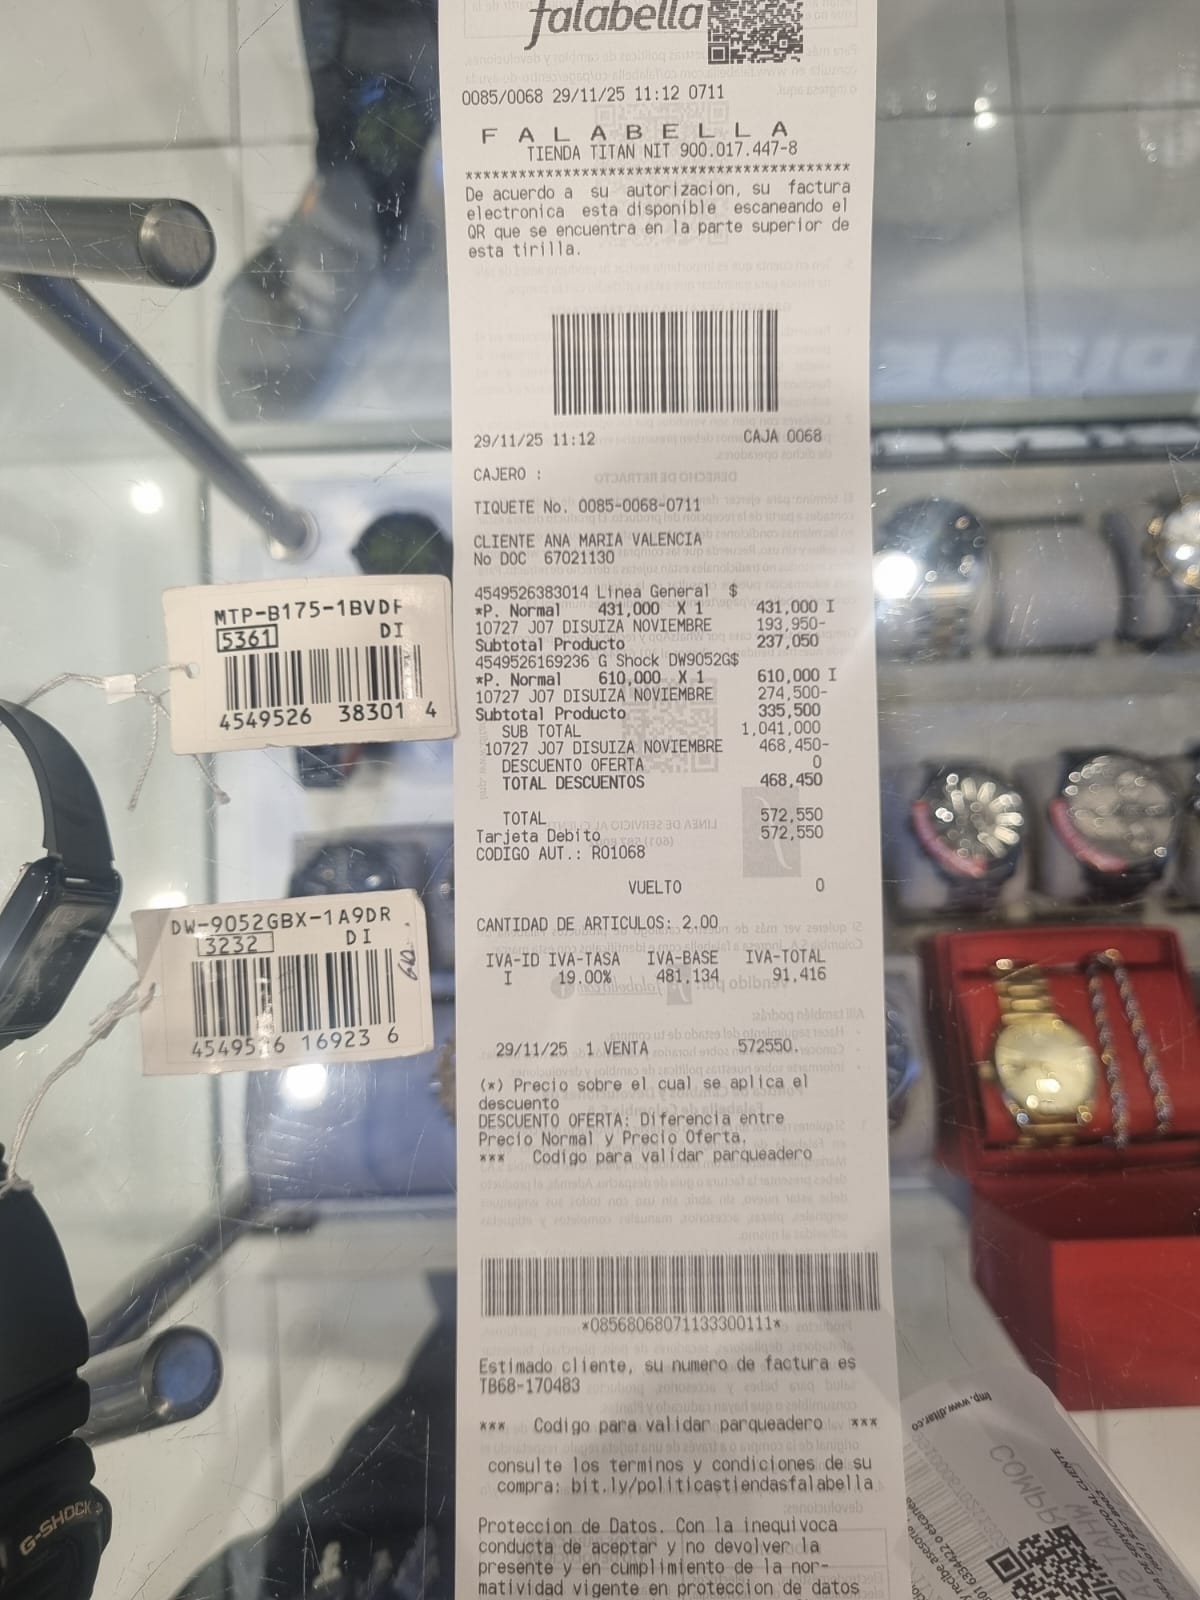 falabella
0085/0068 29/11/25 11:12 0711
F A L A B E L L A
TIENDA TITAN NIT 900.017.447-8
********************************************
De acuerdo a su autorizacion, su factura
electronica esta disponible escaneando el
QR que se encuentra en la parte superior de
esta tirilla.
29/11/25 11:12 CAJA 0068
CAJERO :
TIQUETE No. 0085-0068-0711
CLIENTE ANA MARIA VALENCIA
No DOC 67021130
4549526383014 Linea General $
*P. Normal 431,000 X 1 431,000 I
10727 J07 DISUIZA NOVIEMBRE 193,950-
Subtotal Producto 237,050
4549526169236 G Shock DW9052G$
*P. Normal 610,000 X 1 610,000 I
10727 J07 DISUIZA NOVIEMBRE 274,500-
Subtotal Producto 335,500
SUB TOTAL 1,041,000
10727 J07 DISUIZA NOVIEMBRE 468,450-
DESCUENTO OFERTA 0
TOTAL DESCUENTOS 468,450
TOTAL 572,550
Tarjeta Debito 572,550
CODIGO AUT.: RO1068
VUELTO 0
CANTIDAD DE ARTICULOS: 2.00
IVA-ID IVA-TASA IVA-BASE IVA-TOTAL
I 19.00% 481,134 91,416
29/11/25 1 VENTA 572550.
(*) Precio sobre el cual se aplica el
descuento
DESCUENTO OFERTA: Diferencia entre
Precio Normal y Precio Oferta.
*** Codigo para validar parqueadero
*08568068071133300111*
Estimado cliente, su numero de factura es
TB68-170483
*** Codigo para validar parqueadero ***
consulte los terminos y condiciones de su
compra: bit.ly/politicastiendasfalabella
Proteccion de Datos. Con la inequivoca
conducta de aceptar y no devolver la
presente y en cumplimiento de la nor-
matividad vigente en proteccion de datos
MTP-B175-1BVDF
5361 DI
4549526 38301 4
DW-9052GBX-1A9DR
3232 DI
610
4549526 16923 6
G-SHOCK
Imp. www.ditar.co